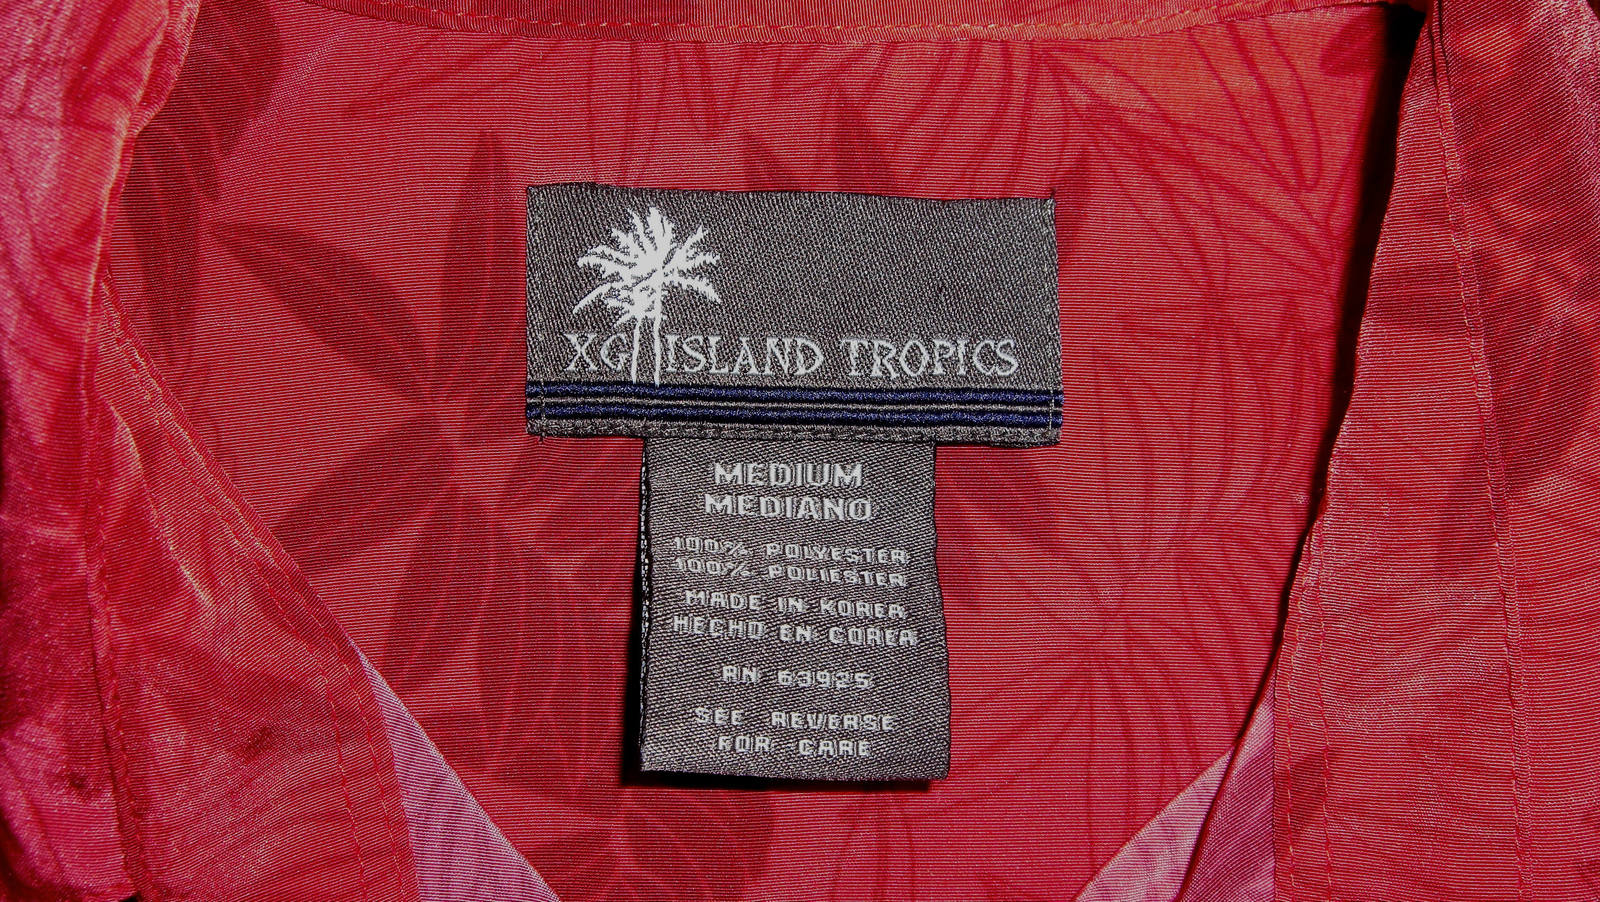 XG ISLAND TROPICS
MEDIUM
MEDIANO
100% POLYESTER
100% POLIESTER
MADE IN KOREA
HECHO EN COREA
RN 63925
SEE REVERSE
FOR CARE